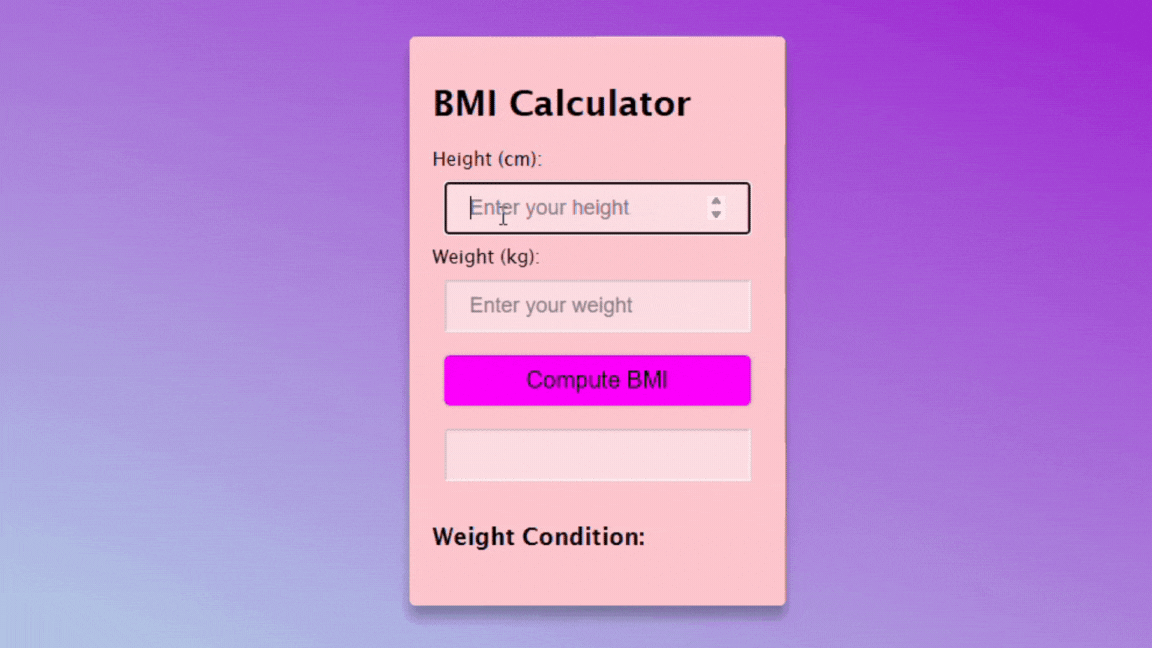 BMI Calculator
Height (cm):
Enter your height
Weight (kg):
Enter your weight
Compute BMI
Weight Condition: